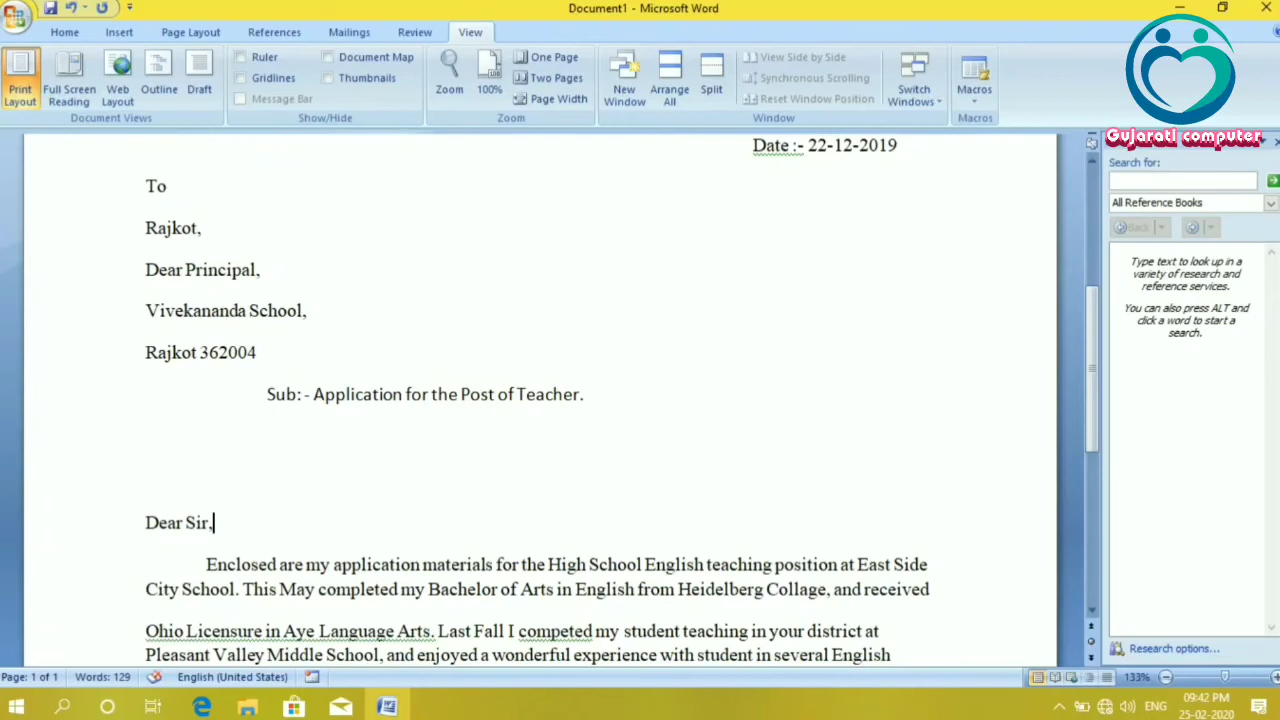 Document1 - Microsoft Word
Home Insert Page Layout References Mailings Review View
Print Layout
Full Screen Reading
Web Layout
Outline
Draft
Document Views
Ruler
Gridlines
Message Bar
Document Map
Thumbnails
Show/Hide
Zoom
100%
One Page
Two Pages
Page Width
Zoom
New Window
Arrange All
Split
View Side by Side
Synchronous Scrolling
Reset Window Position
Window
Switch Windows
Macros
Macros
Gujarati computer
Date :- 22-12-2019
To
Rajkot,
Dear Principal,
Vivekananda School,
Rajkot 362004
Sub: - Application for the Post of Teacher.
Dear Sir,
Enclosed are my application materials for the High School English teaching position at East Side
City School. This May completed my Bachelor of Arts in English from Heidelberg Collage, and received
Ohio Licensure in Aye Language Arts. Last Fall I competed my student teaching in your district at
Pleasant Valley Middle School, and enjoyed a wonderful experience with student in several English
Search for:
All Reference Books
Back
Type text to look up in a
variety of research and
reference services.
You can also press ALT and
click a word to start a
search.
Research options...
Page: 1 of 1 Words: 129 English (United States) 133%
ENG
09:42 PM
25-02-2020